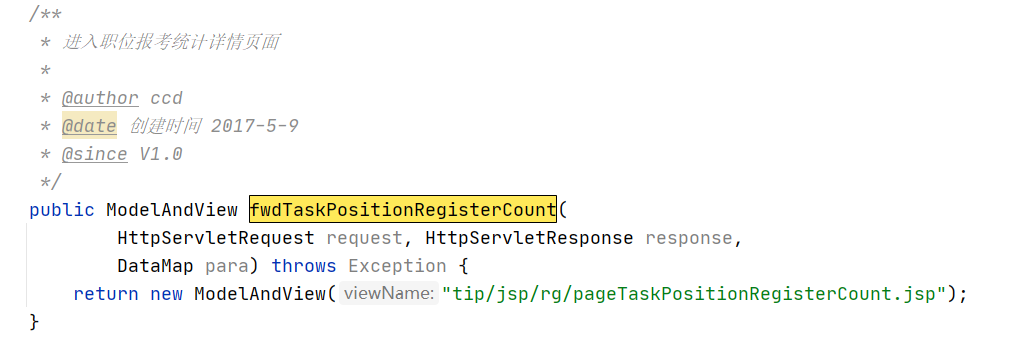 /**
 * 进入职位报考统计详情页面
 *
 * @author ccd
 * @date 创建时间 2017-5-9
 * @since V1.0
 */
public ModelAndView fwdTaskPositionRegisterCount(
        HttpServletRequest request, HttpServletResponse response,
        DataMap para) throws Exception {
    return new ModelAndView( viewName: "tip/jsp/rg/pageTaskPositionRegisterCount.jsp");
}